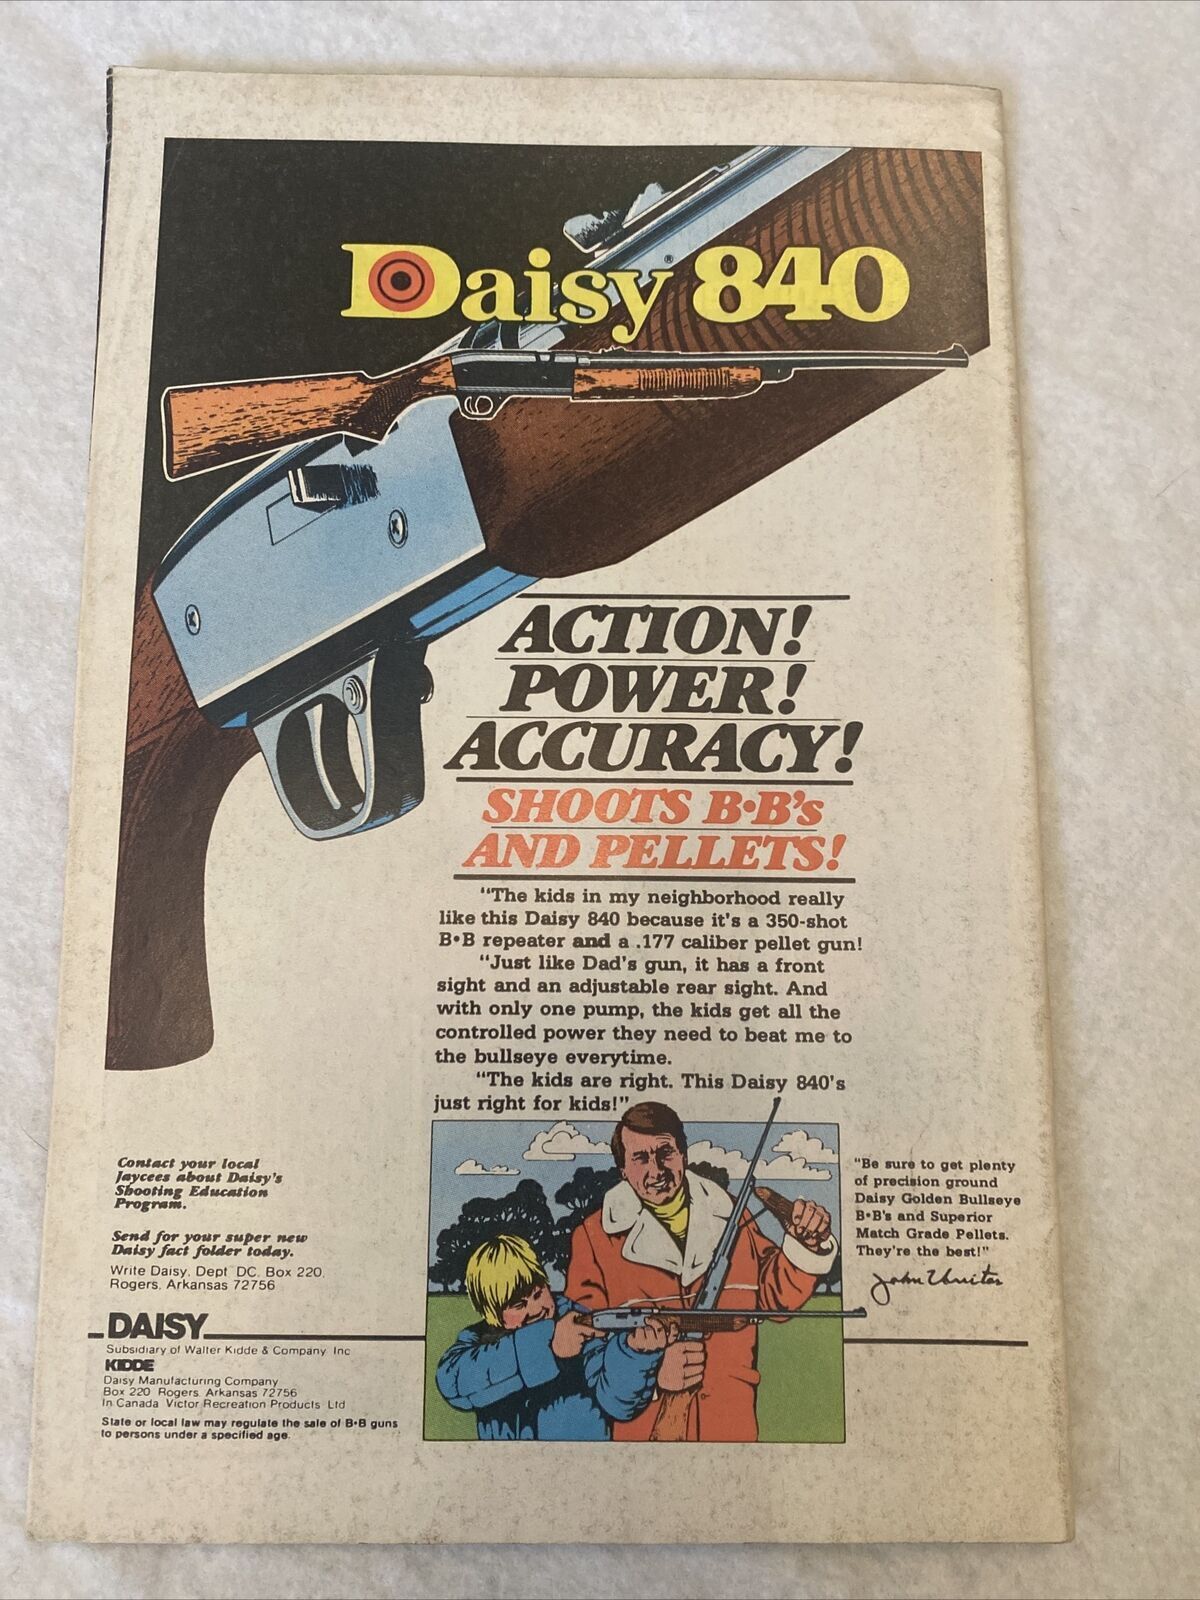 Daisy® 840
ACTION!
POWER!
ACCURACY!
SHOOTS B•B's
AND PELLETS!
"The kids in my neighborhood really
like this Daisy 840 because it's a 350-shot
B•B repeater and a .177 caliber pellet gun!
"Just like Dad's gun, it has a front
sight and an adjustable rear sight. And
with only one pump, the kids get all the
controlled power they need to beat me to
the bullseye everytime.
"The kids are right. This Daisy 840's
just right for kids!"
"Be sure to get plenty
of precision ground
Daisy Golden Bullseye
B•B's and Superior
Match Grade Pellets.
They're the best!"
John Unitas
Contact your local
Jaycees about Daisy's
Shooting Education
Program.
Send for your super new
Daisy fact folder today.
Write Daisy, Dept DC, Box 220,
Rogers, Arkansas 72756
DAISY
Subsidiary of Walter Kidde & Company Inc
KIDDE
Daisy Manufacturing Company
Box 220 Rogers Arkansas 72756
In Canada Victor Recreation Products Ltd
State or local law may regulate the sale of B•B guns
to persons under a specified age.